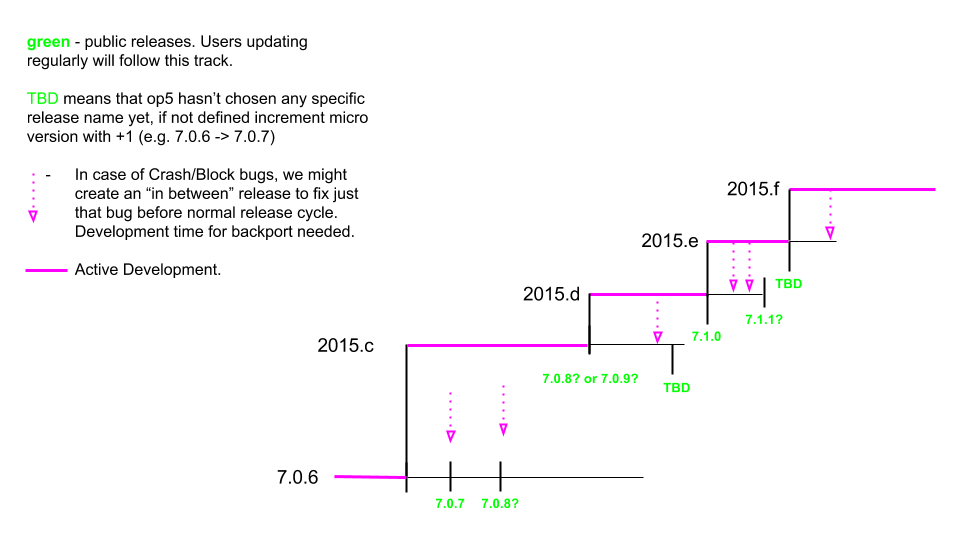 green - public releases. Users updating
regularly will follow this track.
TBD means that op5 hasn’t chosen any specific
release name yet, if not defined increment micro
version with +1 (e.g. 7.0.6 -> 7.0.7)
- In case of Crash/Block bugs, we might
create an “in between” release to fix just
that bug before normal release cycle.
Development time for backport needed.
Active Development.
2015.f
2015.e
TBD
2015.d
7.1.1?
7.1.0
2015.c
7.0.8? or 7.0.9?
TBD
7.0.6
7.0.7 7.0.8?